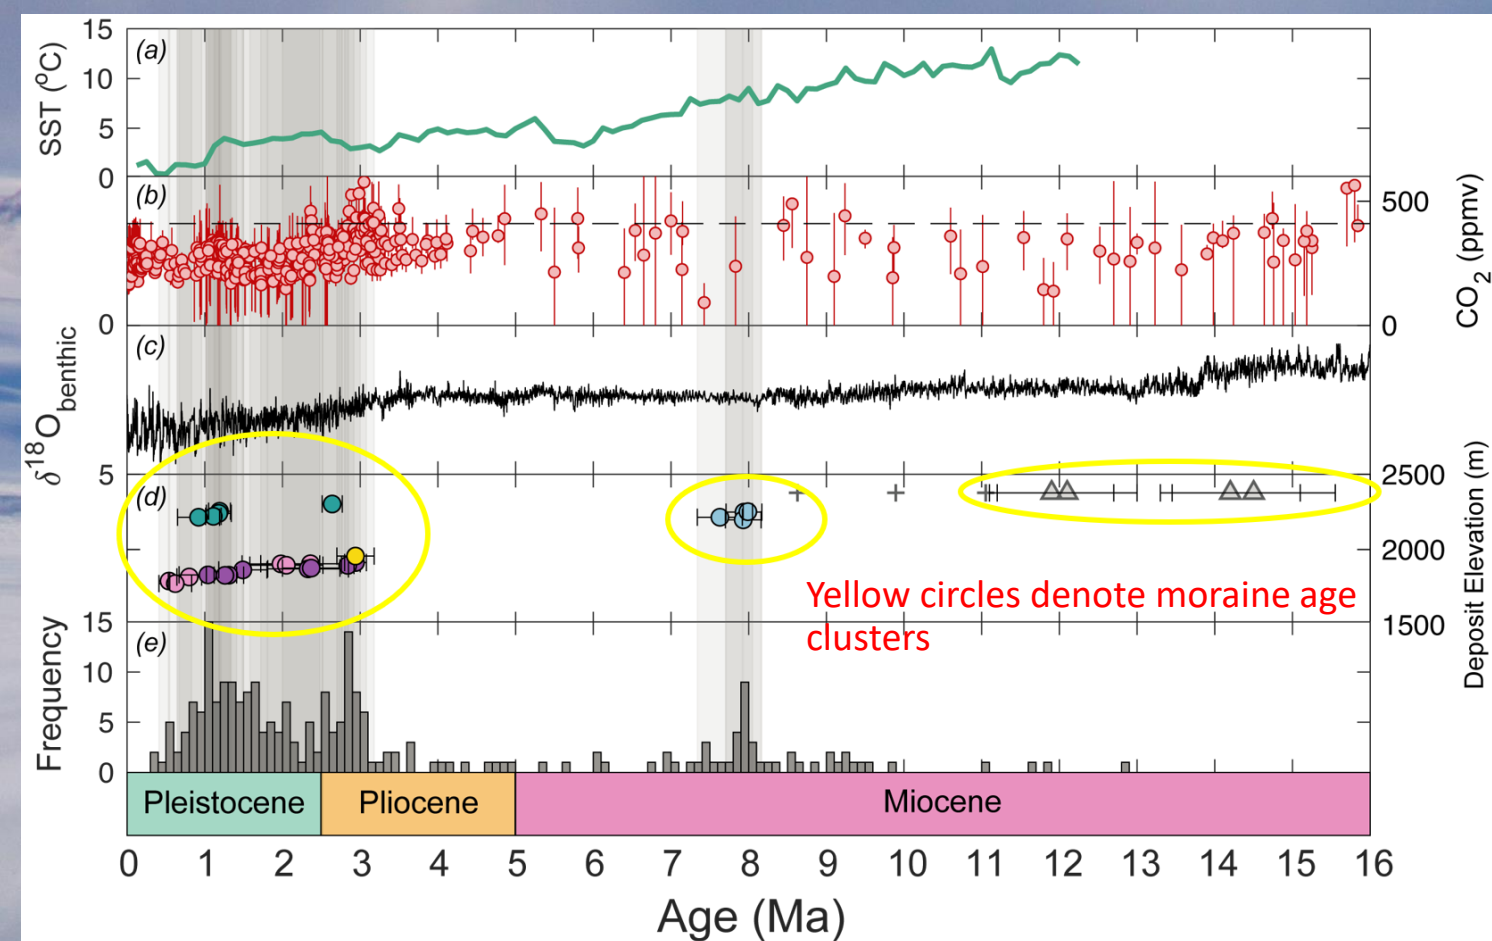 15
(a)
10
SST (ºC)
5
0
(b)
500
CO2 (ppmv)
0
0
(c)
δ18Obenthic
5
2500
(d)
2000
Deposit Elevation (m)
Yellow circles denote moraine age
clusters
15
1500
(e)
10
Frequency
5
0
Pleistocene Pliocene Miocene
0 1 2 3 4 5 6 7 8 9 10 11 12 13 14 15 16
Age (Ma)